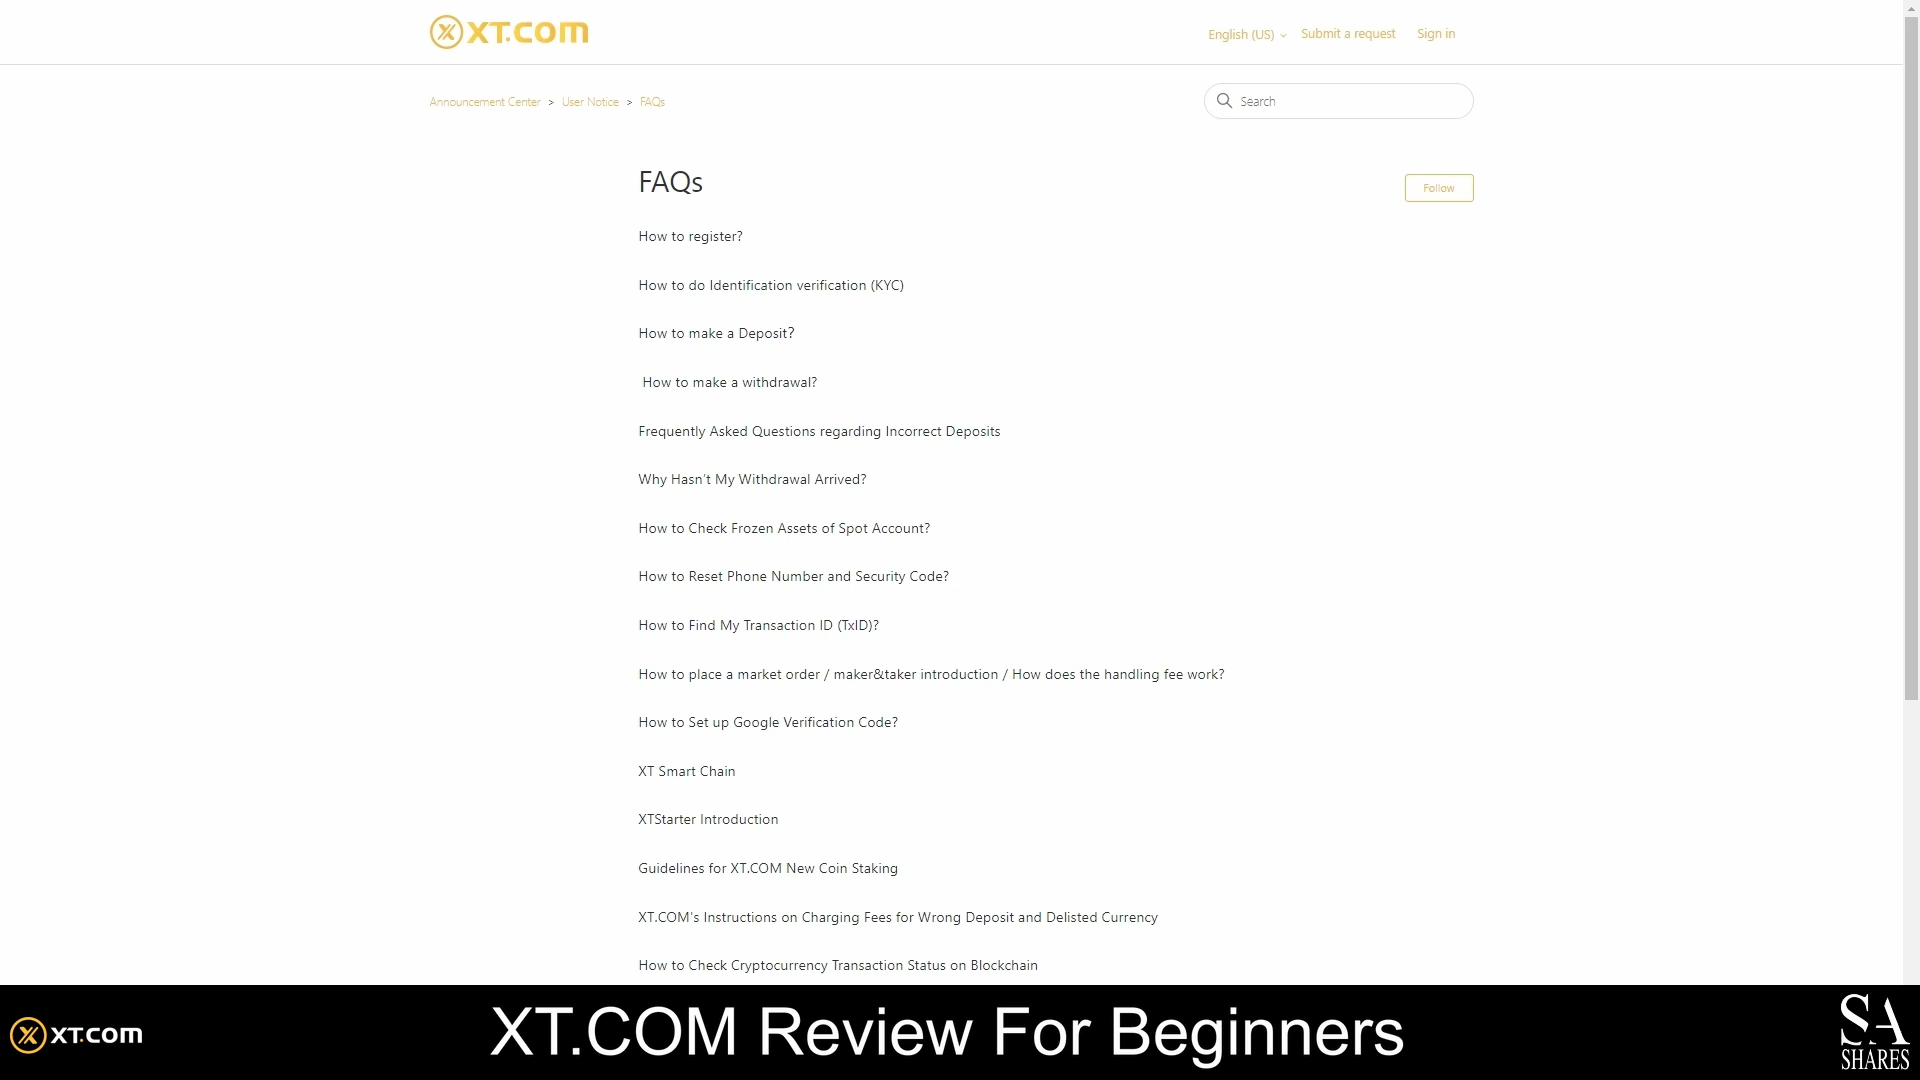 XT.COM
English (US)
Submit a request
Sign in
Announcement Center > User Notice > FAQs
Search
FAQs
Follow
How to register?
How to do Identification verification (KYC)
How to make a Deposit?
How to make a withdrawal?
Frequently Asked Questions regarding Incorrect Deposits
Why Hasn't My Withdrawal Arrived?
How to Check Frozen Assets of Spot Account?
How to Reset Phone Number and Security Code?
How to Find My Transaction ID (TxID)?
How to place a market order / maker&taker introduction / How does the handling fee work?
How to Set up Google Verification Code?
XT Smart Chain
XTStarter Introduction
Guidelines for XT.COM New Coin Staking
XT.COM's Instructions on Charging Fees for Wrong Deposit and Delisted Currency
How to Check Cryptocurrency Transaction Status on Blockchain
XT.COM
XT.COM Review For Beginners
SA
SHARES